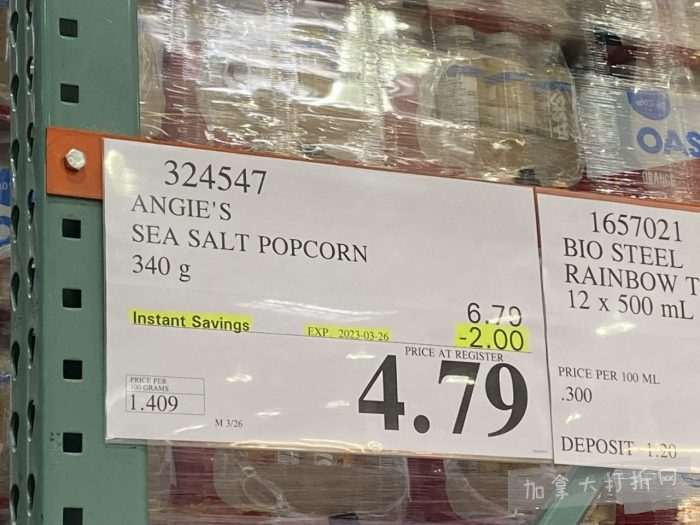 324547
ANGIE'S
SEA SALT POPCORN
340 g
6.79
Instant Savings EXP. 2023-03-26 -2.00
PRICE AT REGISTER
4.79
PRICE PER
100 GRAMS
1.409
M 3/26
1657021
BIO STEEL
RAINBOW T
12 x 500 mL
PRICE PER 100 ML
.300
DEPOSIT 1.20
OAS
ORANGE
加拿大打折网